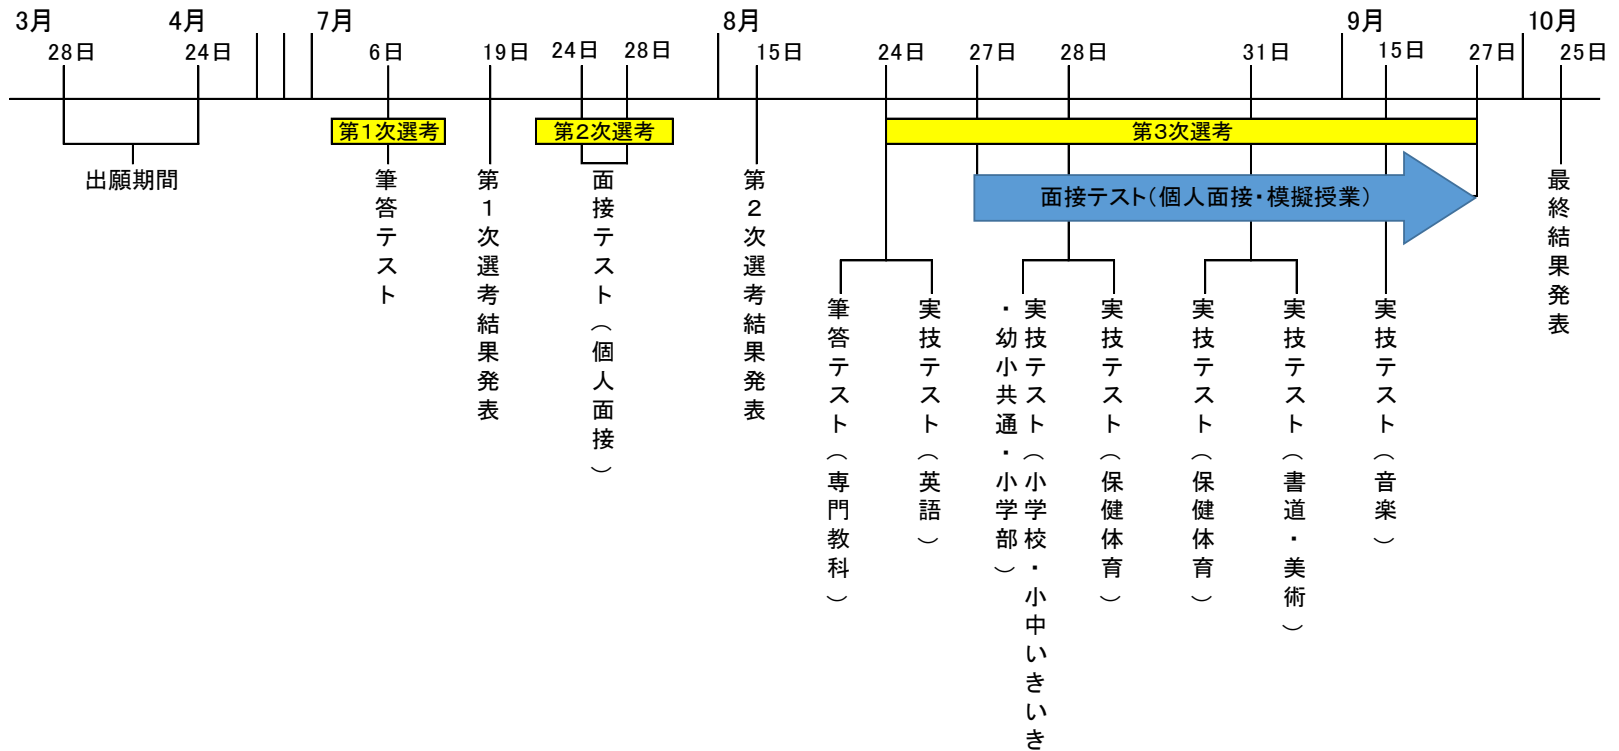 3月
4月
7月
8月
9月
10月
28日
24日
6日
19日
24日
28日
15日
24日
27日
28日
31日
15日
27日
25日
第1次選考
第2次選考
第3次選考
出願期間
筆答テスト
第1次選考結果発表
面接テスト（個人面接）
第2次選考結果発表
面接テスト(個人面接・模擬授業)
最終結果発表
筆答テスト（専門教科）
実技テスト（英語）
実技テスト（小学校・小中いきいき
・幼小共通・小学部）
実技テスト（保健体育）
実技テスト（保健体育）
実技テスト（書道・美術）
実技テスト（音楽）